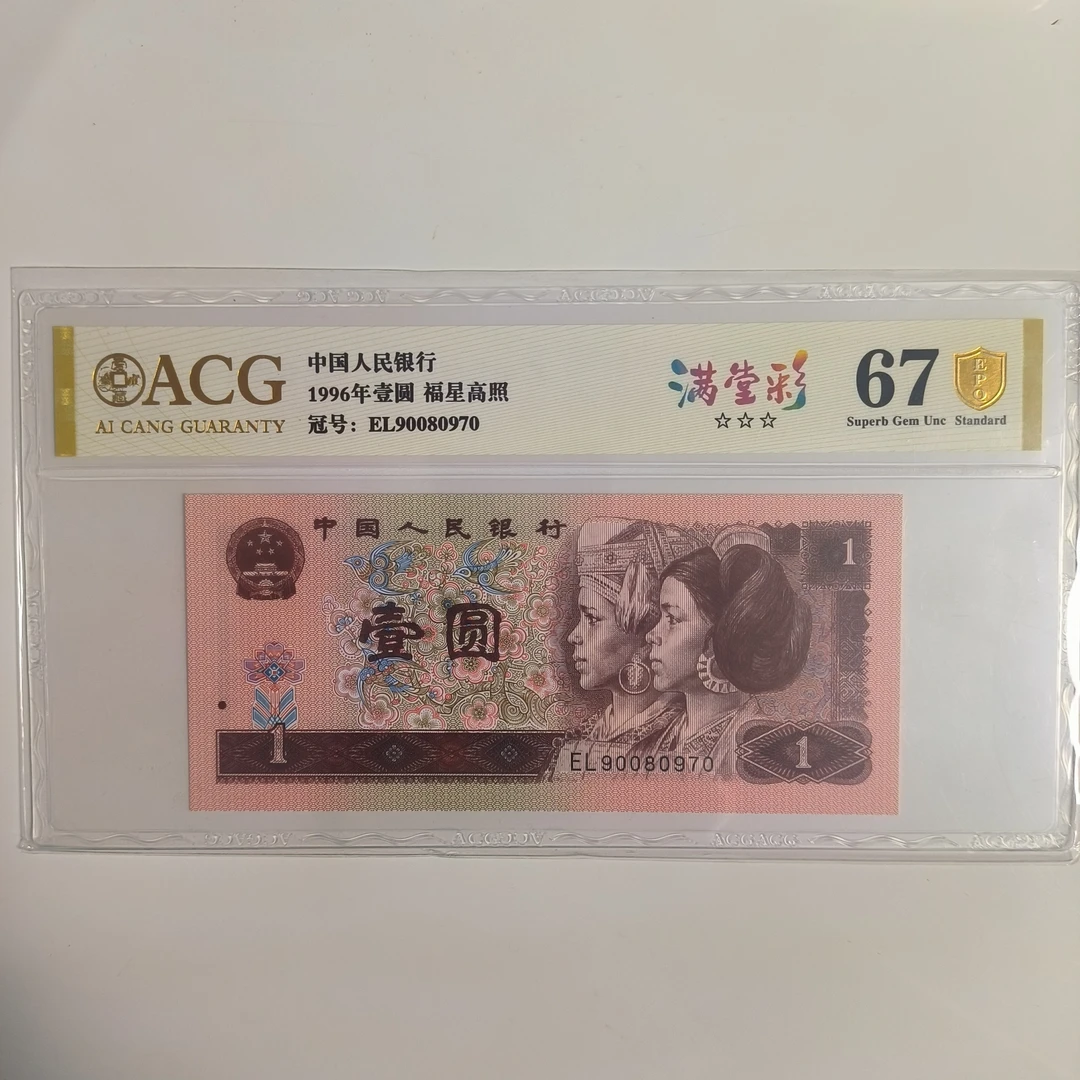 ACG
AI CANG GUARANTY
中国人民银行
1996年壹圆 福星高照
冠号：EL90080970
满堂彩
☆☆☆
67
Superb Gem Unc
EPQ
Standard
中国人民银行
1
壹圆
1
EL90080970
1